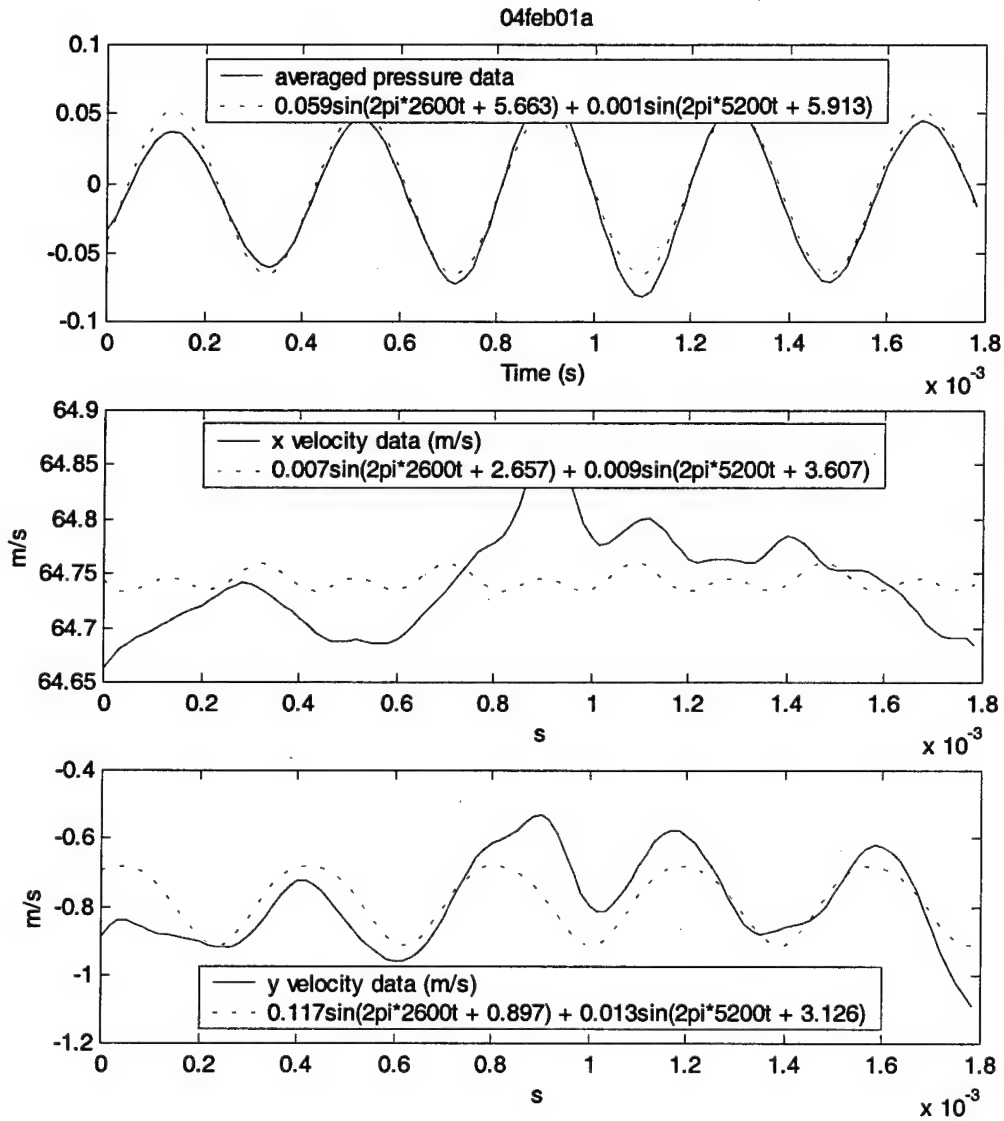 04feb01a
0.1
0.05
0
-0.05
-0.1
averaged pressure data
0.059sin(2pi*2600t + 5.663) + 0.001sin(2pi*5200t + 5.913)
0 0.2 0.4 0.6 0.8 1 1.2 1.4 1.6 1.8
Time (s)
x 10-3
64.9
64.85
64.8
64.75
64.7
64.65
m/s
x velocity data (m/s)
0.007sin(2pi*2600t + 2.657) + 0.009sin(2pi*5200t + 3.607)
0 0.2 0.4 0.6 0.8 1 1.2 1.4 1.6 1.8
s
x 10-3
-0.4
-0.6
-0.8
-1
-1.2
m/s
y velocity data (m/s)
0.117sin(2pi*2600t + 0.897) + 0.013sin(2pi*5200t + 3.126)
0 0.2 0.4 0.6 0.8 1 1.2 1.4 1.6 1.8
s
x 10-3